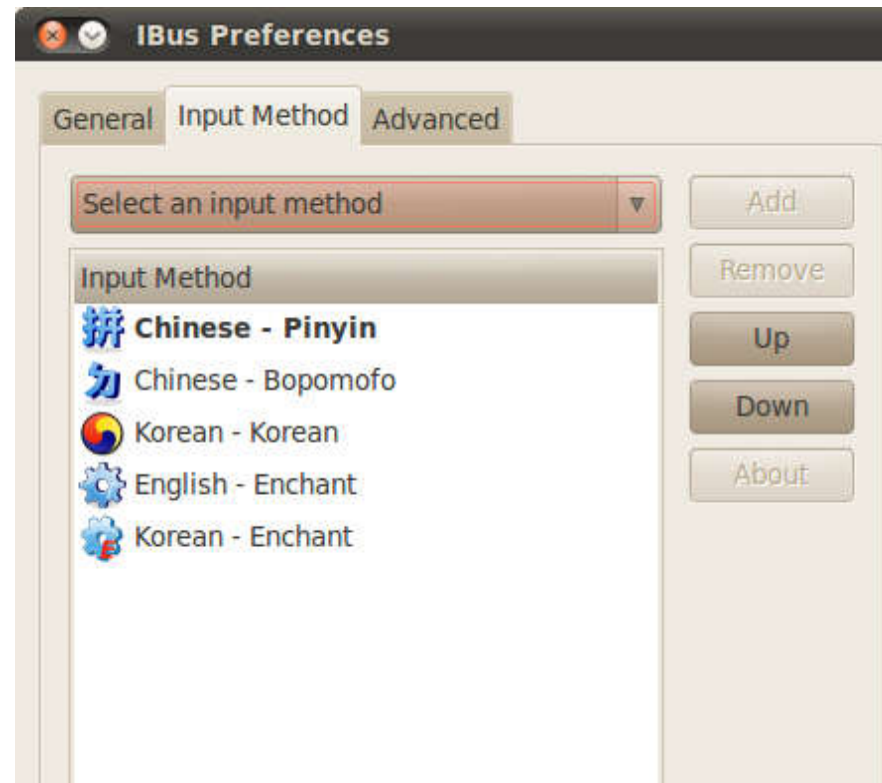 IBus Preferences
General Input Method Advanced
Select an input method Add
Input Method Remove
拼 Chinese - Pinyin Up
勹 Chinese - Bopomofo Down
Korean - Korean
English - Enchant About
E Korean - Enchant